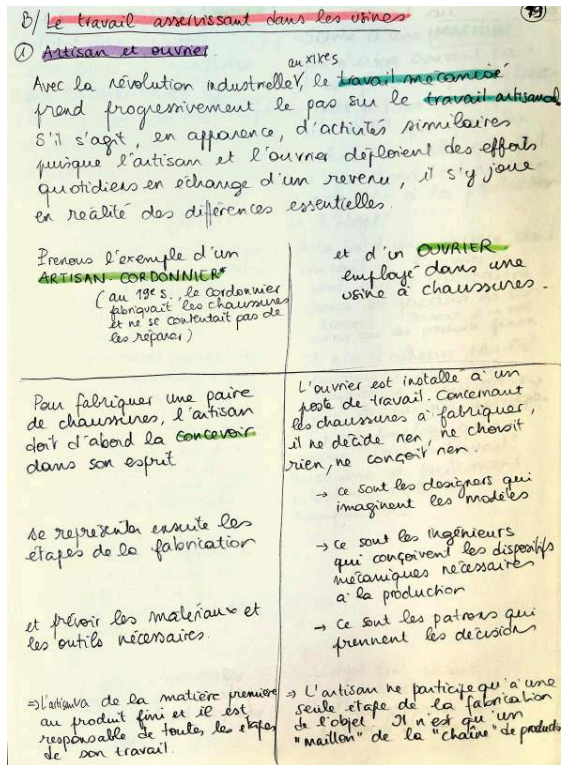 B/ Le travail asservissant dans les usines
79
① Artisan et ouvrier.
aux XIXes
Avec la révolution industrielle, le travail mécanisé
prend progressivement le pas sur le travail artisanal
S'il s'agit, en apparence, d'activités similaires
puisque l'artisan et l'ouvrier déploient des efforts
quotidiens en échange d'un revenu, il s'y joue
en réalité des différences essentielles.
Prenons l'exemple d'un
ARTISAN-CORDONNIER*
(au 19e s, le cordonnier
fabriquait les chaussures
et ne se contentait pas de
les réparer)
et d'un OUVRIER
employé dans une
usine à chaussures.
Pour fabriquer une paire
de chaussures, l'artisan
doit d'abord la concevoir
dans son esprit
se représenter ensuite les
étapes de la fabrication
et prévoir les matériaux et
les outils nécessaires.
⇒ L'artisan va de la matière première
au produit fini et il est
responsable de toutes les étapes
de son travail.
L'ouvrier est installé à un
poste de travail. Concernant
les chaussures à fabriquer,
il ne décide rien, ne choisit
rien, ne conçoit rien.
→ ce sont les designers qui
imaginent les modèles
→ ce sont les ingénieurs
qui conçoivent les dispositifs
mécaniques nécessaires
à la production
→ ce sont les patrons qui
prennent les décisions
⇒ L'artisan ne participe qu'à une
seule étape de la fabrication
de l'objet. Il n'est qu'un
"maillon" de la "chaîne" de production